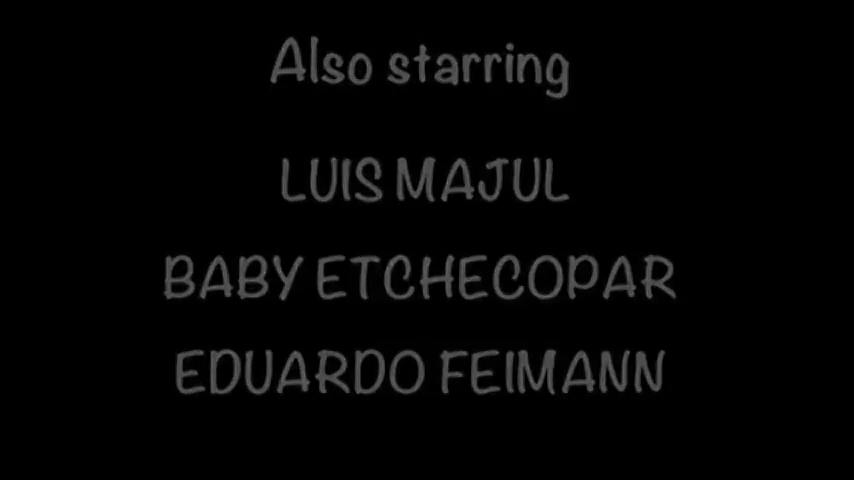 Also starring
LUIS MAJUL
BABY ETCHECOPAR
EDUARDO FEIMANN